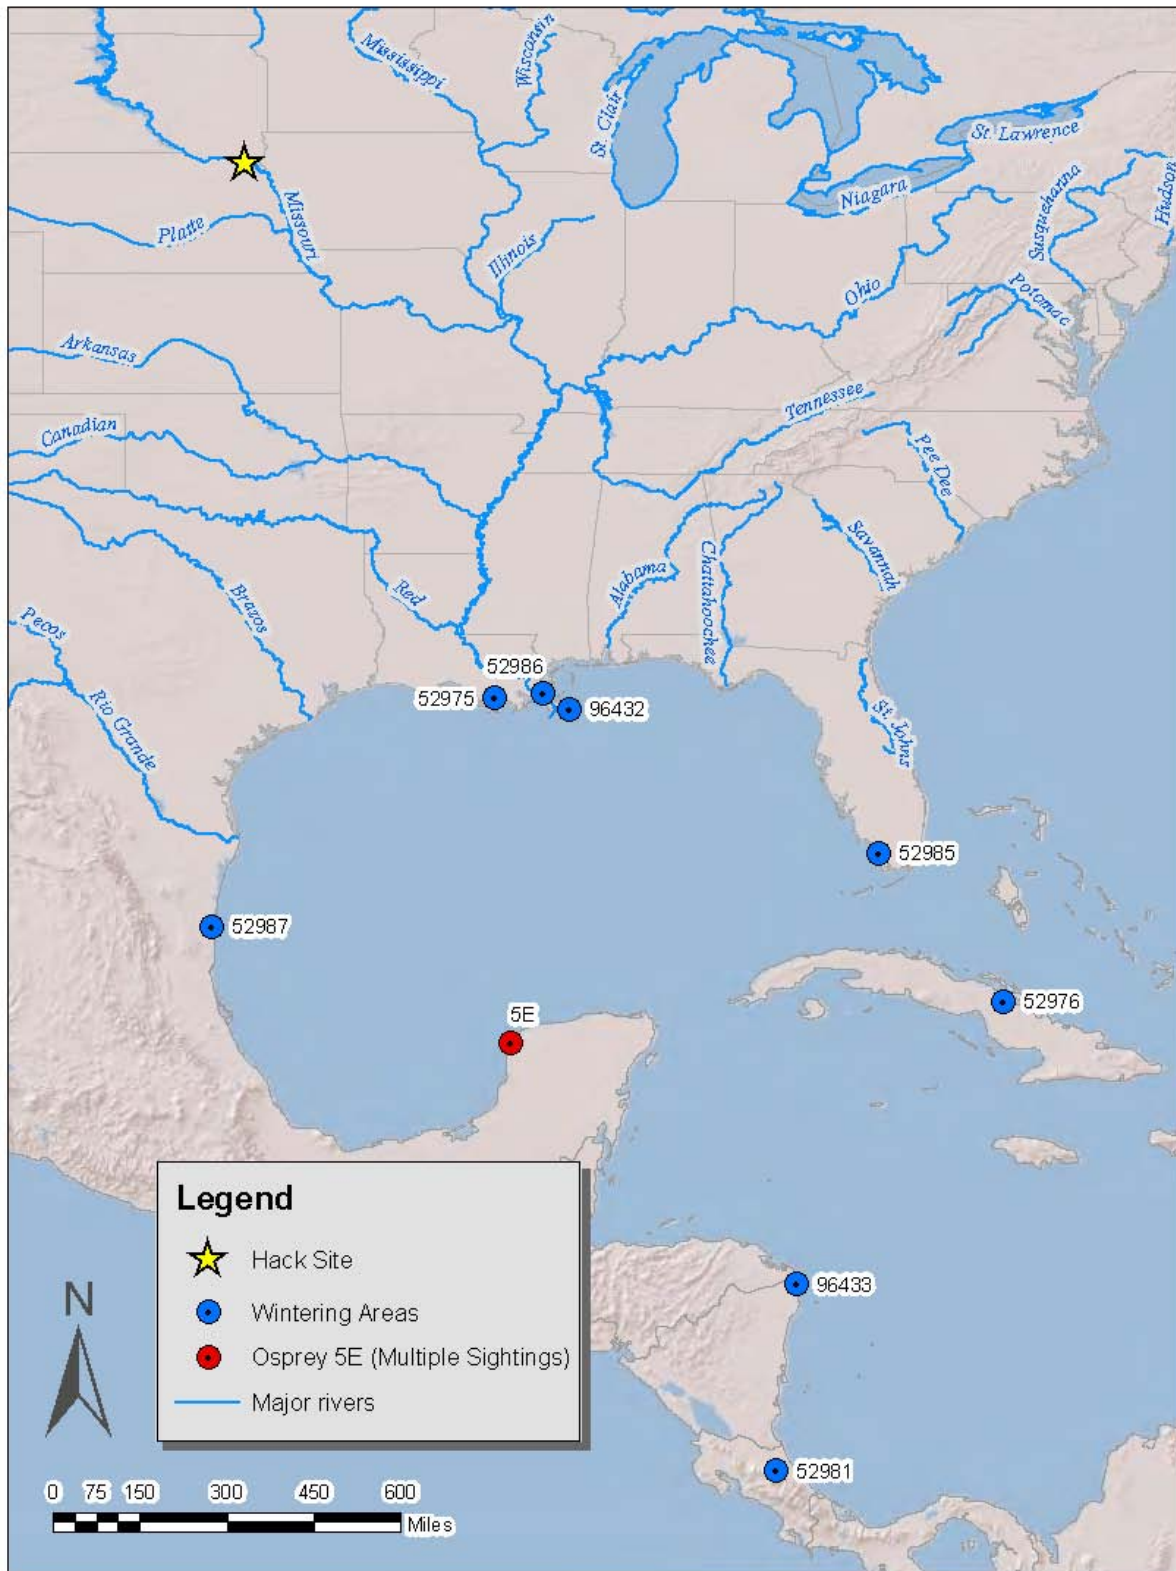 Mississippi
Wisconsin
St. Clair
St. Lawrence
Niagara
Susquehanna
Hudson
Missouri
Platte
Illinois
Ohio
Potomac
Arkansas
Tennessee
Canadian
Pee Dee
Savannah
Alabama
Chattahoochee
Red
Brazos
Pecos
Rio Grande
St. Johns
52986
52975
96432
52985
52987
52976
5E
96433
52981
Legend
Hack Site
Wintering Areas
Osprey 5E (Multiple Sightings)
Major rivers
N
0 75 150 300 450 600
Miles